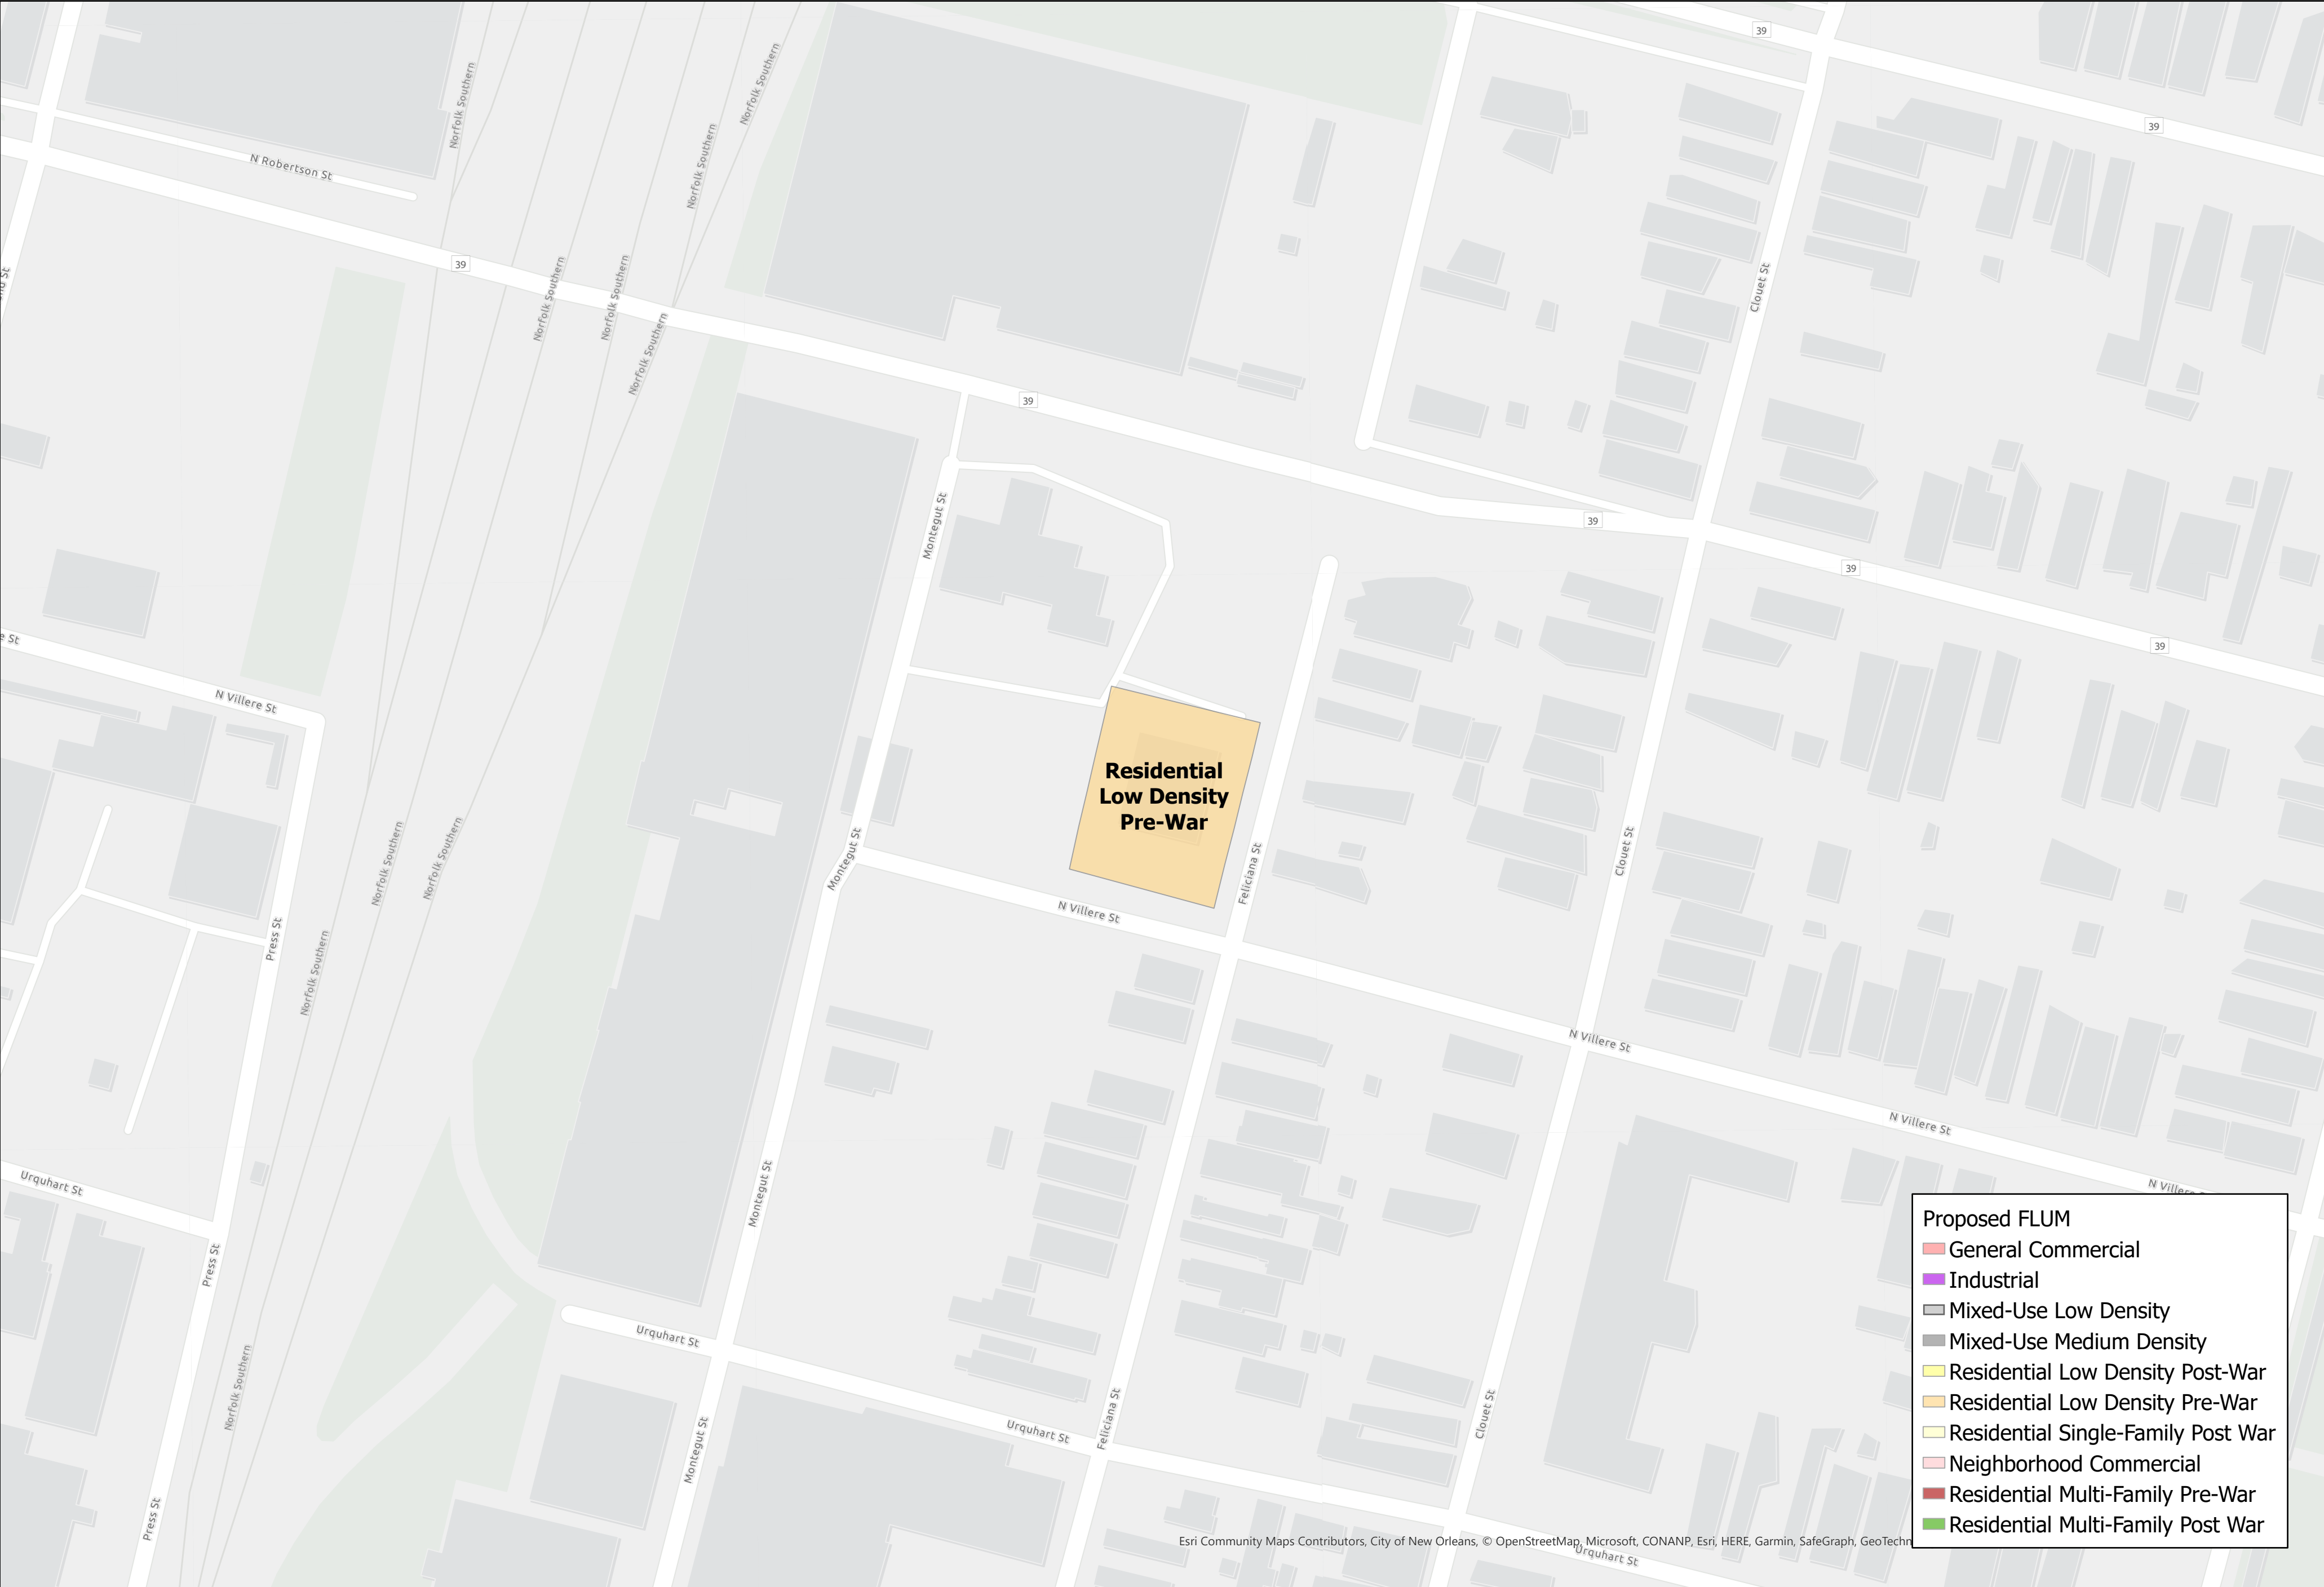 39
Norfolk Southern
Norfolk Southern
39
N Robertson St
Norfolk Southern
39
Clouet St
Norfolk Southern
Norfolk Southern
Norfolk Southern
39
39
Montegut St
39
e St
39
N Villere St
Residential
Low Density
Pre-War
Montegut St
Feliciana St
Clouet St
Norfolk Southern
Norfolk Southern
N Villere St
Press St
Norfolk Southern
N Villere St
N Villere St
Urquhart St
Montegut St
N Villere St
Press St
Urquhart St
Norfolk Southern
Feliciana St
Clouet St
Urquhart St
Montegut St
Press St
Urquhart St
Proposed FLUM
General Commercial
Industrial
Mixed-Use Low Density
Mixed-Use Medium Density
Residential Low Density Post-War
Residential Low Density Pre-War
Residential Single-Family Post War
Neighborhood Commercial
Residential Multi-Family Pre-War
Residential Multi-Family Post War
Esri Community Maps Contributors, City of New Orleans, © OpenStreetMap, Microsoft, CONANP, Esri, HERE, Garmin, SafeGraph, GeoTechn